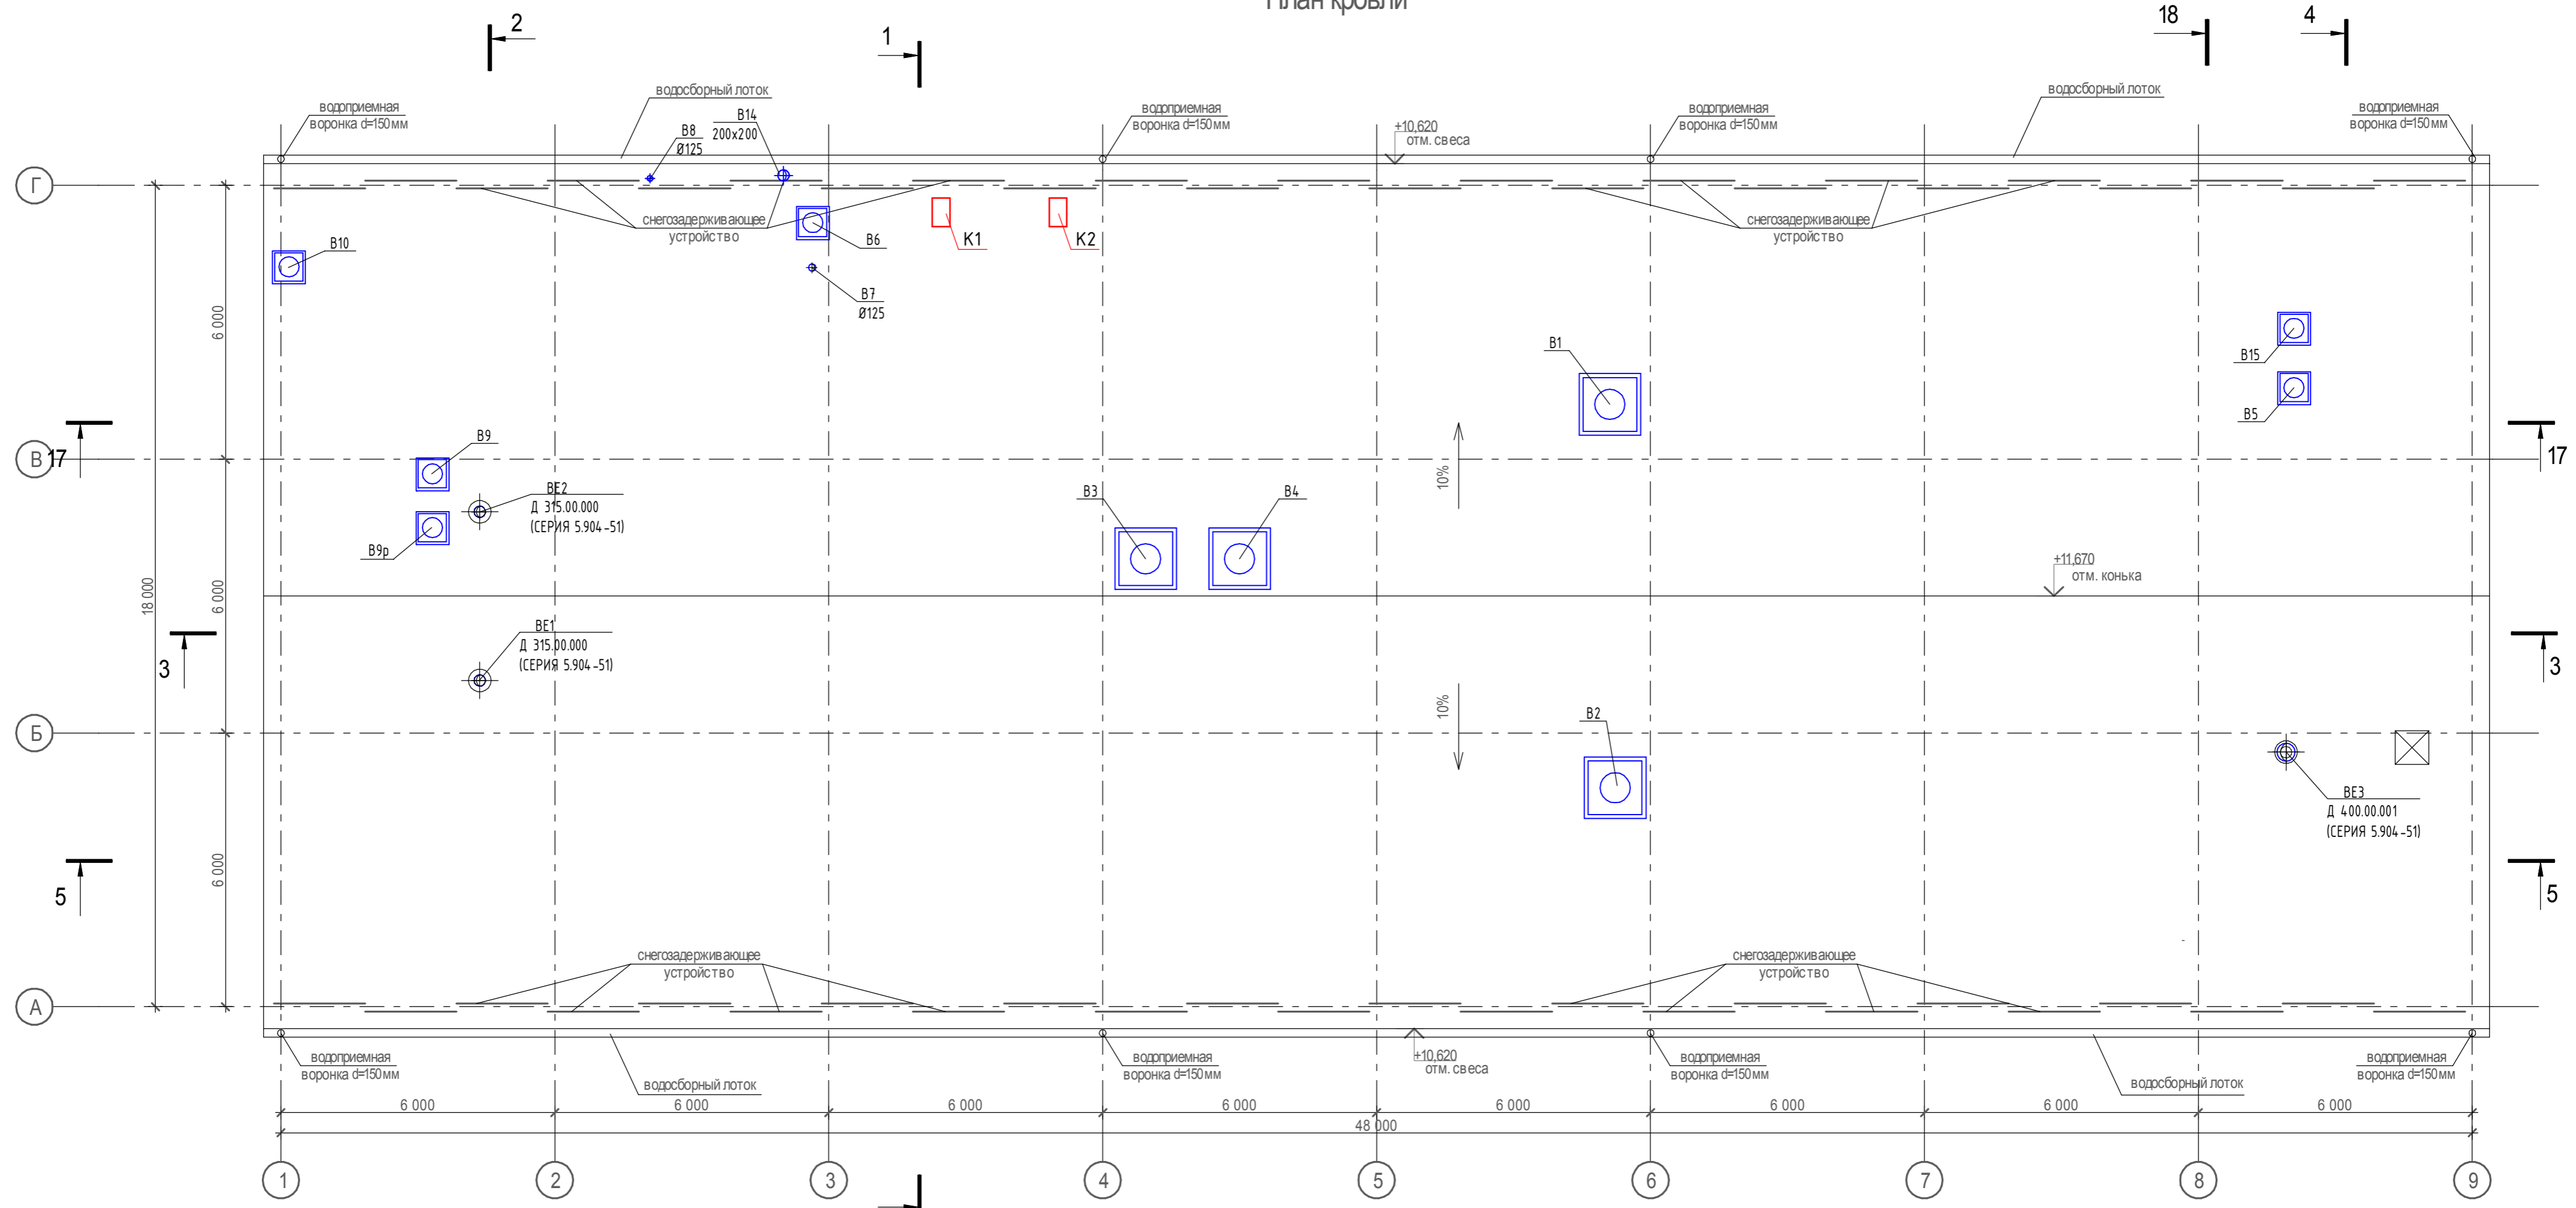 План кровли
2
1
18
4
водосборный лоток
водосборный лоток
водоприемная
воронка d=150мм
водоприемная
воронка d=150мм
водоприемная
воронка d=150мм
водоприемная
воронка d=150мм
В14
200х200
В8
Ø125
+10,620
отм. свеса
Г
снегозадерживающее
устройство
снегозадерживающее
устройство
В10
В6
К1
К2
В7
Ø125
6 000
В1
В15
В5
В
17
17
В9
ВЕ2
Д 315.00.000
(СЕРИЯ 5.904-51)
В9р
В3
В4
10%
+11,670
отм. конька
18 000
6 000
ВЕ1
Д 315.00.000
(СЕРИЯ 5.904-51)
3
3
10%
В2
Б
ВЕ3
Д 400.00.001
(СЕРИЯ 5.904-51)
6 000
5
5
снегозадерживающее
устройство
снегозадерживающее
устройство
А
водоприемная
воронка d=150мм
водоприемная
воронка d=150мм
+10,620
отм. свеса
водоприемная
воронка d=150мм
водоприемная
воронка d=150мм
водосборный лоток
водосборный лоток
6 000
6 000
6 000
6 000
6 000
6 000
6 000
6 000
48 000
1
2
3
4
5
6
7
8
9